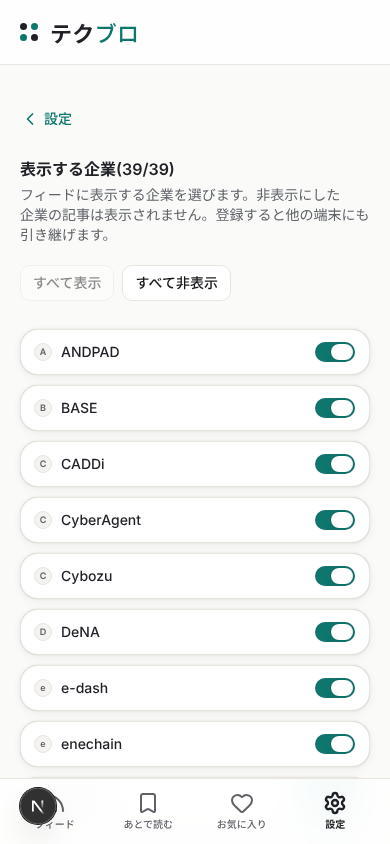 テクブロ
設定
表示する企業(39/39)
フィードに表示する企業を選びます。非表示にした
企業の記事は表示されません。登録すると他の端末にも
引き継げます。
すべて表示
すべて非表示
A ANDPAD
B BASE
C CADDi
C CyberAgent
C Cybozu
D DeNA
e e-dash
e enechain
N
ィード
あとで読む
お気に入り
設定